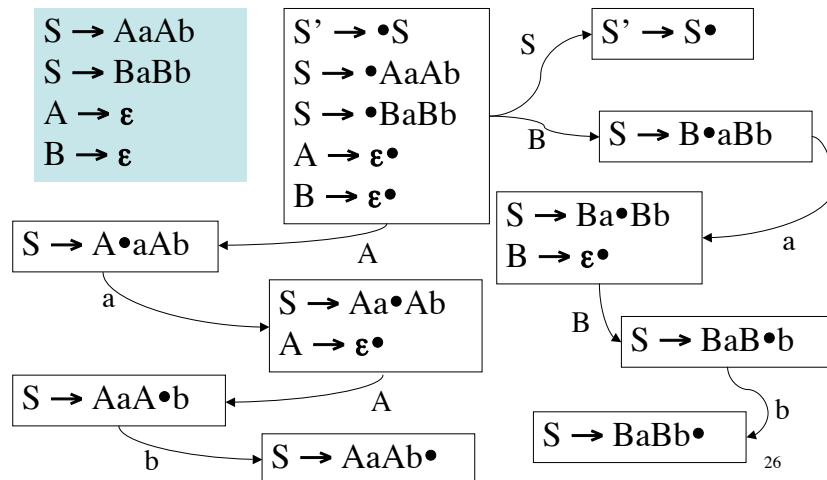 S → AaAb
S → BaBb
A → ε
B → ε
S’ → •S
S → •AaAb
S → •BaBb
A → ε•
B → ε•
S
S’ → S•
B
S → B•aBb
a
S → Ba•Bb
B → ε•
B
S → BaB•b
b
S → BaBb•
A
S → A•aAb
a
S → Aa•Ab
A → ε•
A
S → AaA•b
b
S → AaAb•
26